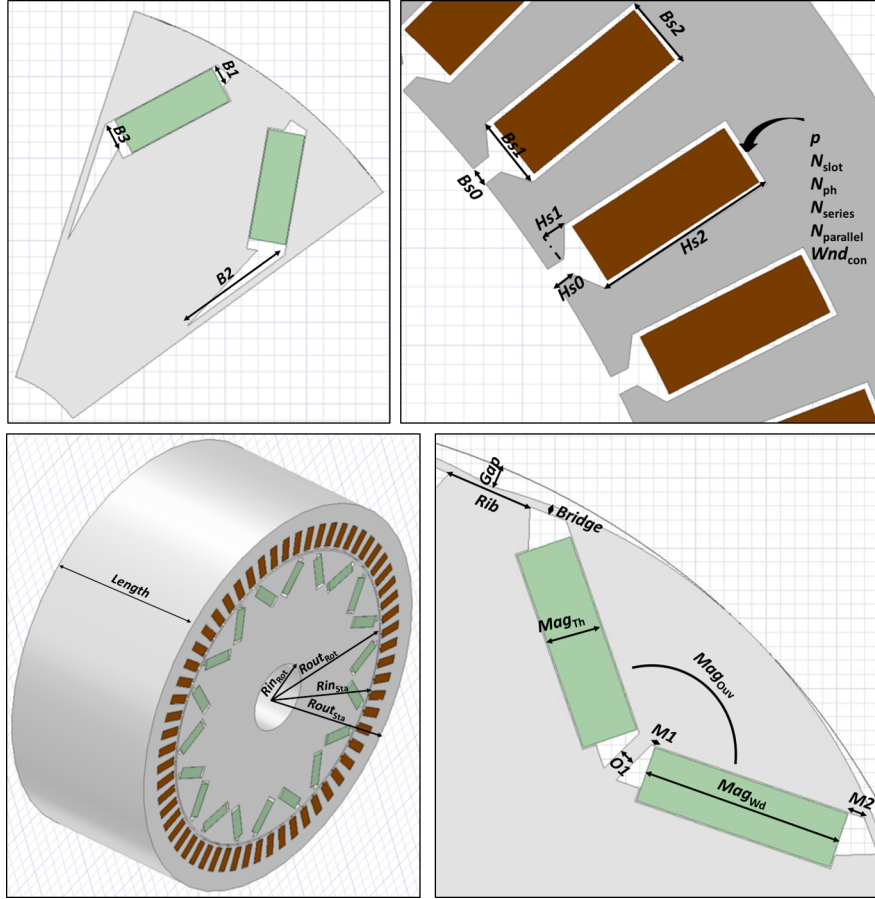 B1
B3
B2
Bs2
Bs1
Bs0
Hs1
Hs2
Hs0
p
Nslot
Nph
Nseries
Nparallel
Wndcon
Length
RinRot
RoutRot
RinSta
RoutSta
Gap
Rib
Bridge
MagTh
MagOuv
M1
O1
MagWd
M2